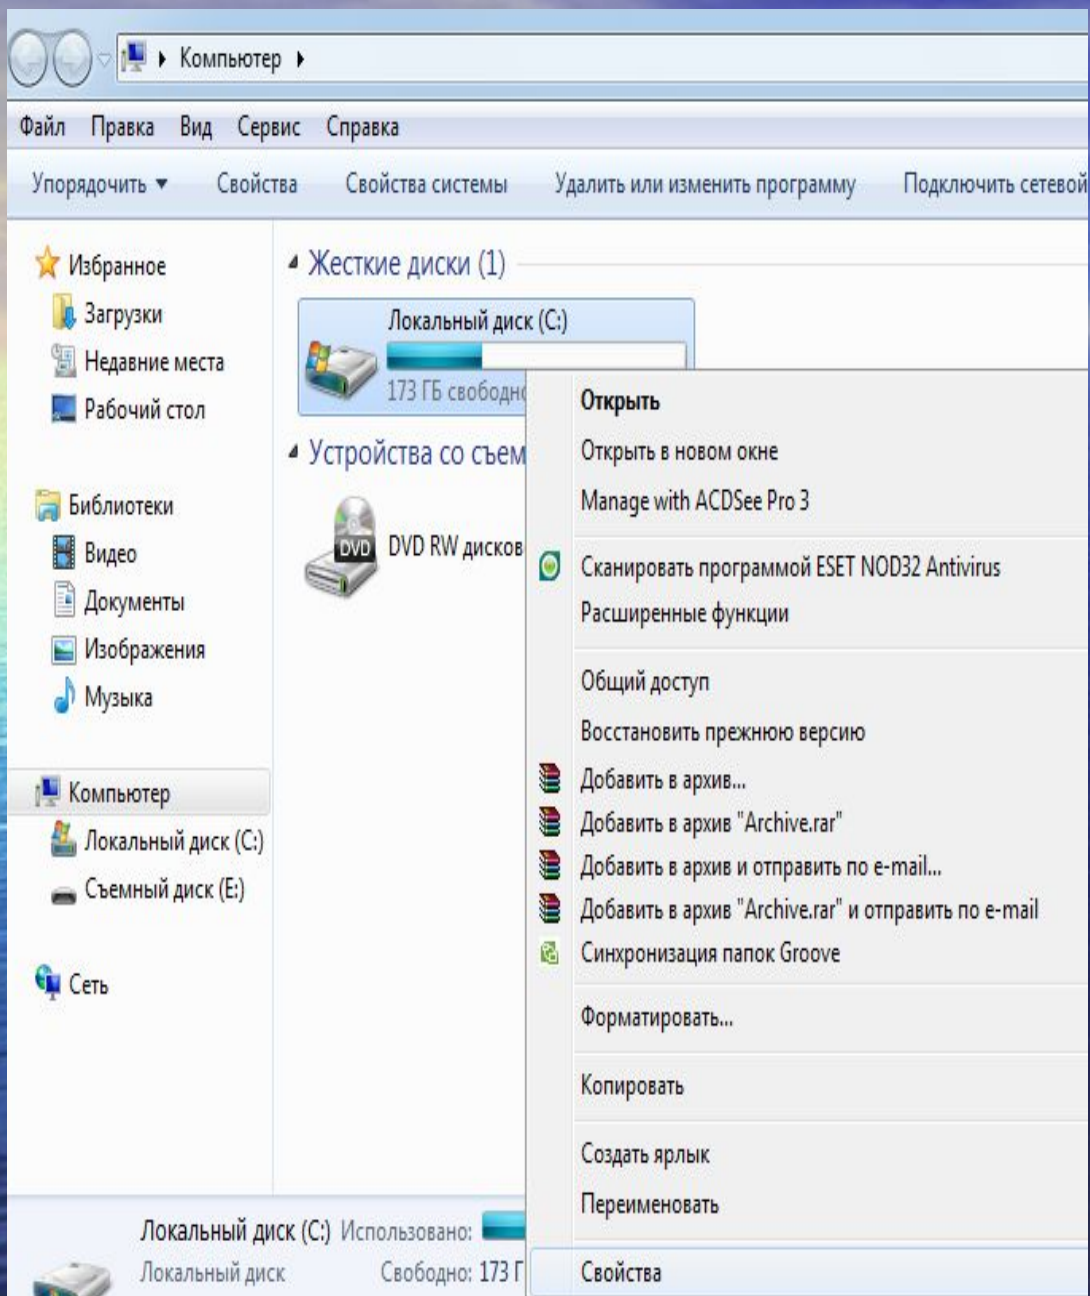 Компьютер
Файл Правка Вид Сервис Справка
Упорядочить Свойства Свойства системы Удалить или изменить программу Подключить сетевой
Избранное
Загрузки
Недавние места
Рабочий стол
Библиотеки
Видео
Документы
Изображения
Музыка
Компьютер
Локальный диск (C:)
Съемный диск (E:)
Сеть
Жесткие диски (1)
Локальный диск (C:)
173 ГБ свободно
Устройства со съем
DVD RW дисков
DVD
Открыть
Открыть в новом окне
Manage with ACDSee Pro 3
Сканировать программой ESET NOD32 Antivirus
Расширенные функции
Общий доступ
Восстановить прежнюю версию
Добавить в архив...
Добавить в архив "Archive.rar"
Добавить в архив и отправить по e-mail...
Добавить в архив "Archive.rar" и отправить по e-mail
Синхронизация папок Groove
Форматировать...
Копировать
Создать ярлык
Переименовать
Свойства
Локальный диск (C:) Использовано:
Локальный диск Свободно: 173 Г